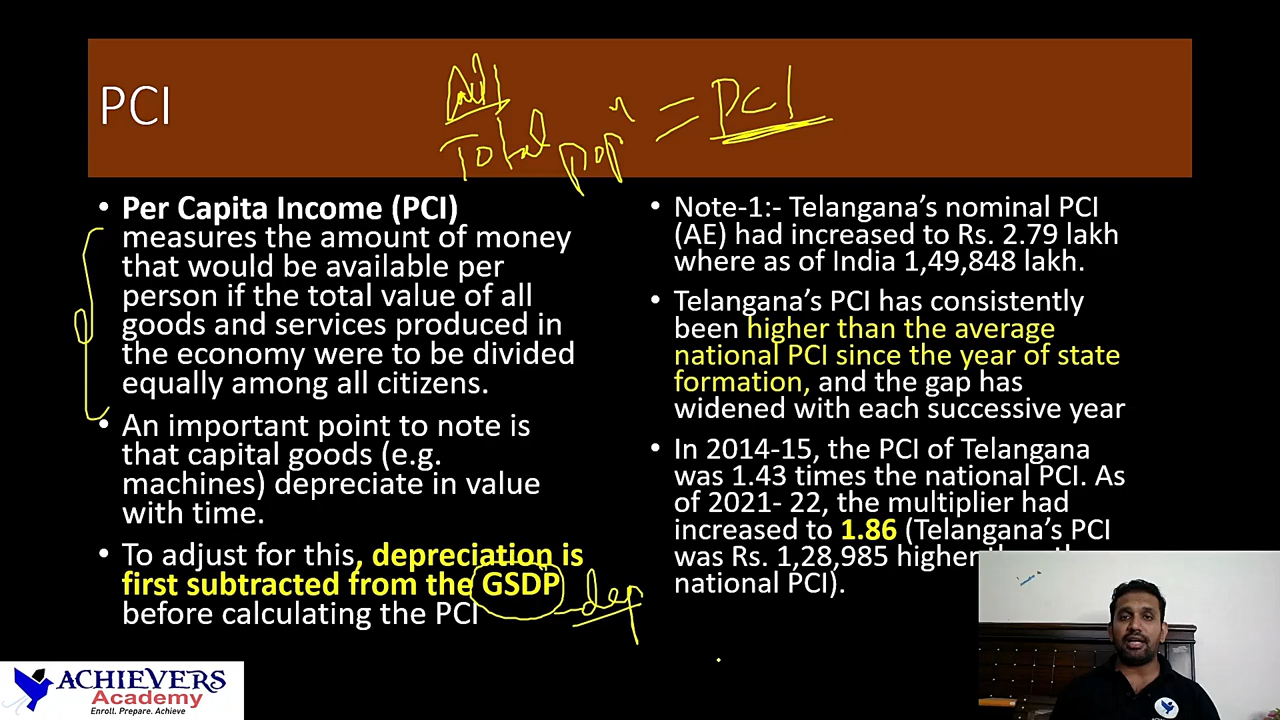 PCI
Total popⁿ = PCI
• Per Capita Income (PCI)
measures the amount of money
that would be available per
person if the total value of all
goods and services produced in
the economy were to be divided
equally among all citizens.
• An important point to note is
that capital goods (e.g.
machines) depreciate in value
with time.
• To adjust for this, depreciation is
first subtracted from the GSDP
before calculating the PCI
dep
• Note-1:- Telangana’s nominal PCI
(AE) had increased to Rs. 2.79 lakh
where as of India 1,49,848 lakh.
• Telangana’s PCI has consistently
been higher than the average
national PCI since the year of state
formation, and the gap has
widened with each successive year
• In 2014-15, the PCI of Telangana
was 1.43 times the national PCI. As
of 2021- 22, the multiplier had
increased to 1.86 (Telangana’s PCI
was Rs. 1,28,985 higher
national PCI).
ACHIEVERS
Academy
Enroll. Prepare. Achieve